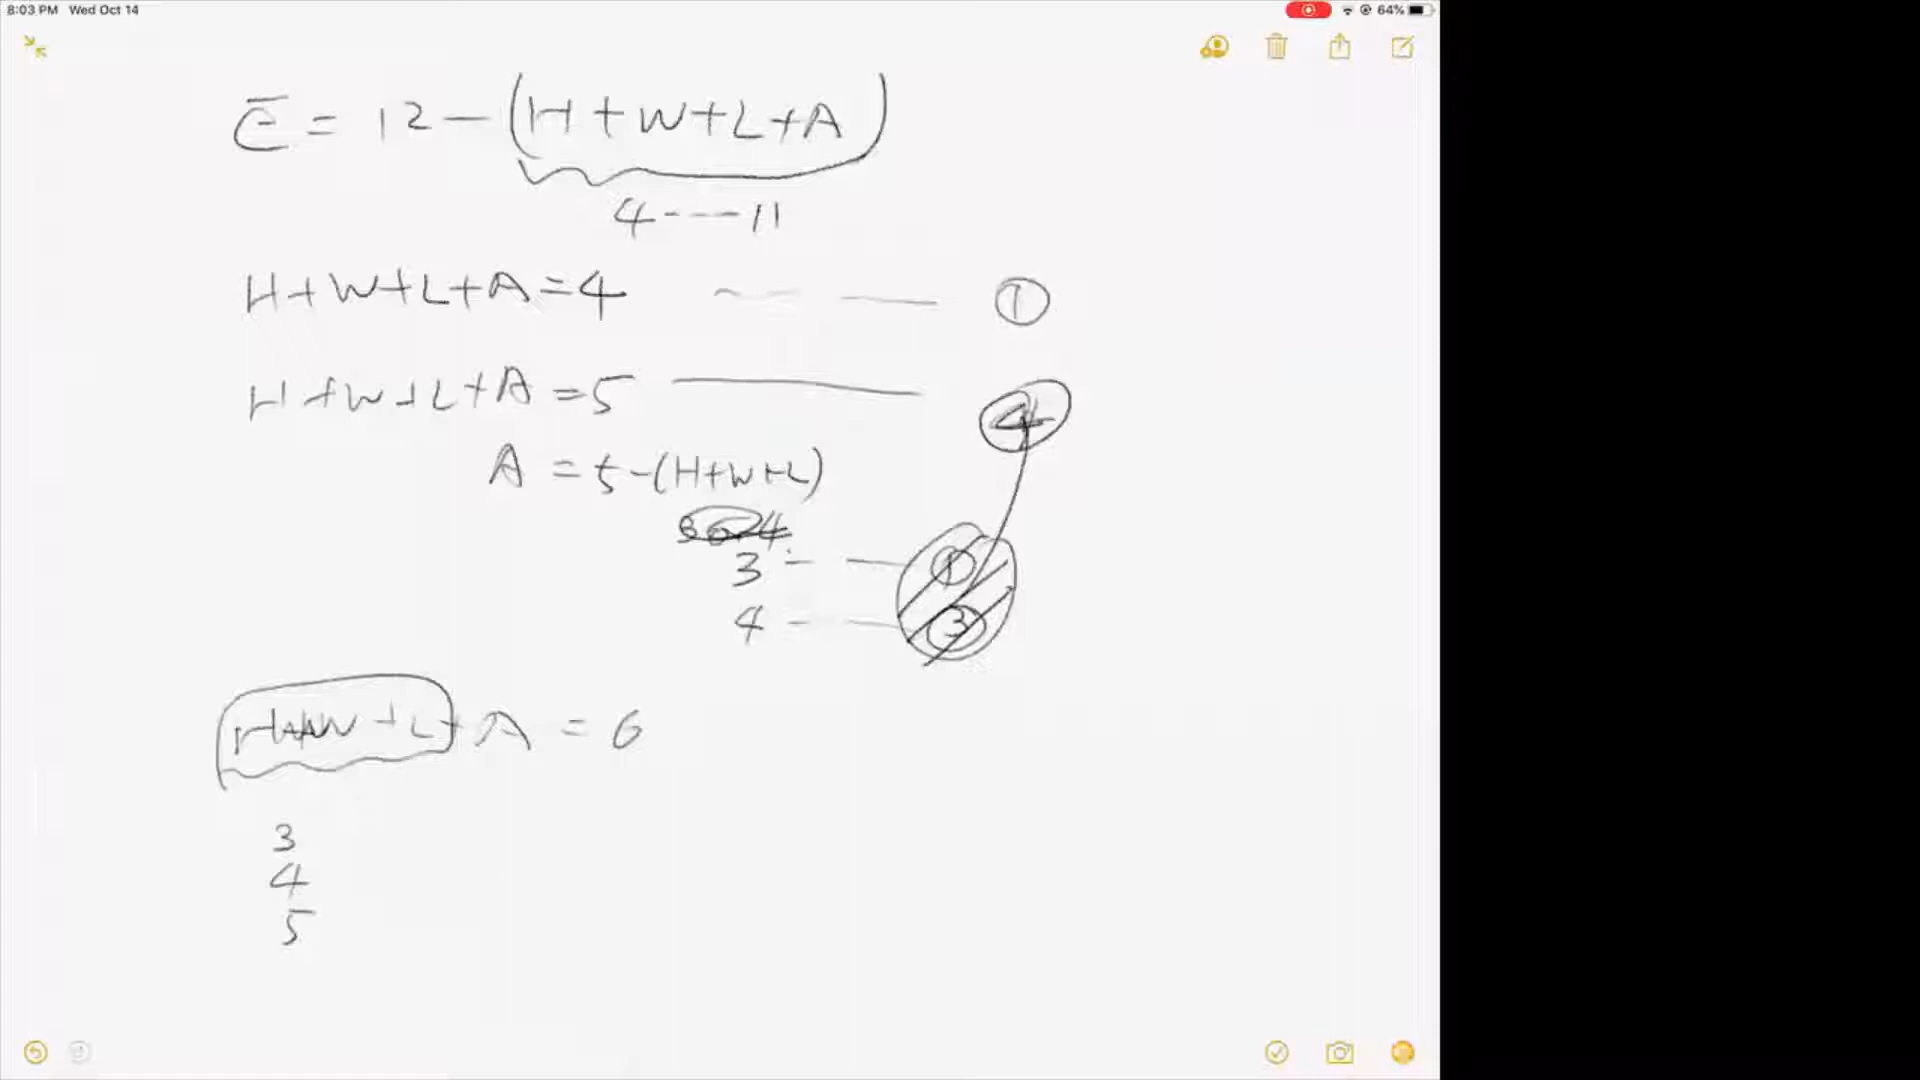 8:03 PM Wed Oct 14
64%
ē = 12 - (H+W+L+A)
4 --- 11
H+W+L+A=4 ①
H+W+L+A=5 ④
A = 5-(H+W+L)
3 ①
4 ③
H+W+L+A = 6
3
4
5